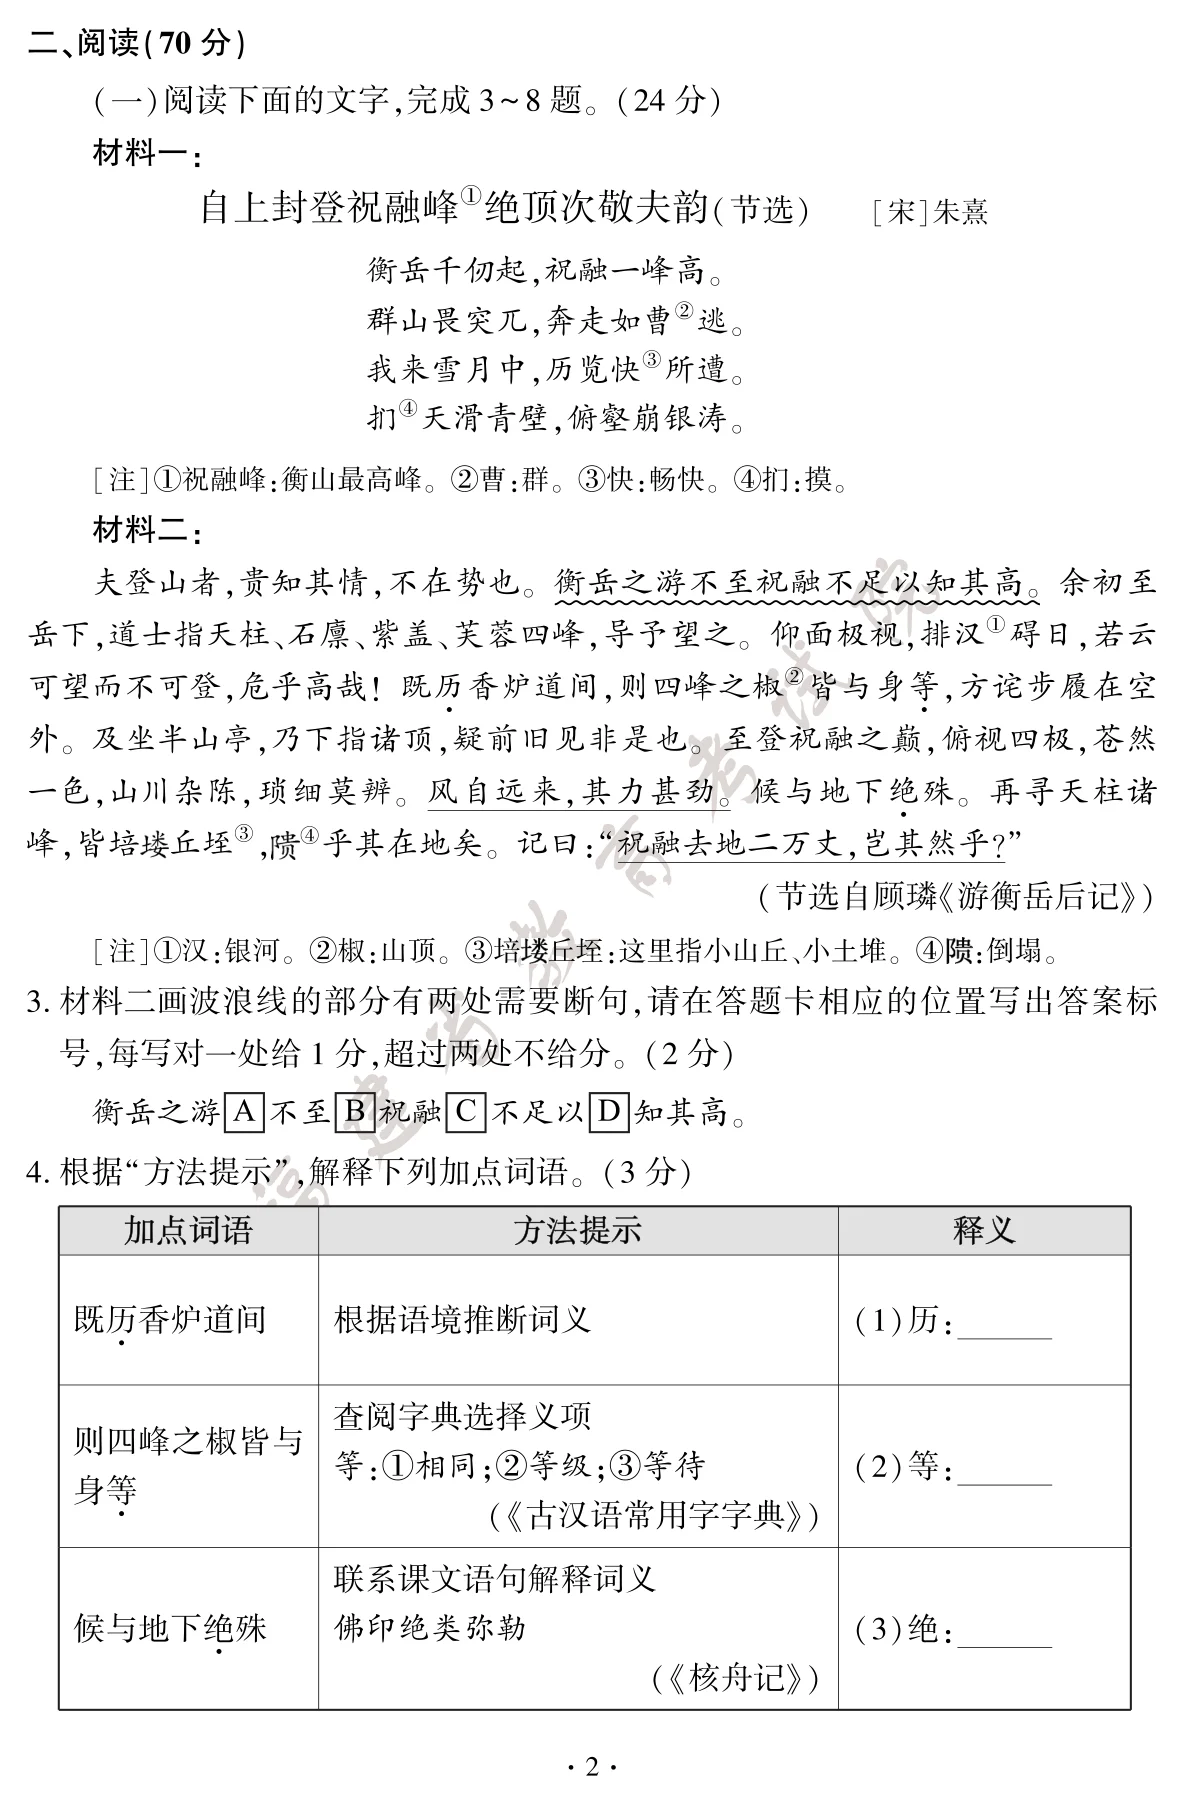 二、阅读(70 分)
(一)阅读下面的文字,完成 3~8 题。(24 分)
材料一:
自上封登祝融峰①绝顶次敬夫韵(节选) [宋]朱熹
衡岳千仞起,祝融一峰高。
群山畏突兀,奔走如曹②逃。
我来雪月中,历览快③所遭。
扪④天滑青壁,俯壑崩银涛。
[注]①祝融峰:衡山最高峰。②曹:群。③快:畅快。④扪:摸。
材料二:
夫登山者,贵知其情,不在势也。衡岳之游不至祝融不足以知其高。余初至
岳下,道士指天柱、石廪、紫盖、芙蓉四峰,导予望之。仰面极视,排汉①碍日,若云
可望而不可登,危乎高哉!既历香炉道间,则四峰之椒②皆与身等,方诧步履在空
外。及坐半山亭,乃下指诸顶,疑前旧见非是也。至登祝融之巅,俯视四极,苍然
一色,山川杂陈,琐细莫辨。风自远来,其力甚劲。候与地下绝殊。再寻天柱诸
峰,皆培塿丘垤③,隤④乎其在地矣。记曰:“祝融去地二万丈,岂其然乎?”
(节选自顾璘《游衡岳后记》)
[注]①汉:银河。②椒:山顶。③培塿丘垤:这里指小山丘、小土堆。④隤:倒塌。
3. 材料二画波浪线的部分有两处需要断句,请在答题卡相应的位置写出答案标
号,每写对一处给 1 分,超过两处不给分。(2 分)
衡岳之游 A 不至 B 祝融 C 不足以 D 知其高。
4. 根据“方法提示”,解释下列加点词语。(3 分)
加点词语 方法提示 释义
既历香炉道间 根据语境推断词义 (1)历:______
则四峰之椒皆与
身等
查阅字典选择义项
等:①相同;②等级;③等待
(《古汉语常用字字典》)
(2)等:______
候与地下绝殊
联系课文语句解释词义
佛印绝类弥勒
(《核舟记》)
(3)绝:______
· 2 ·
福建省教育考试院